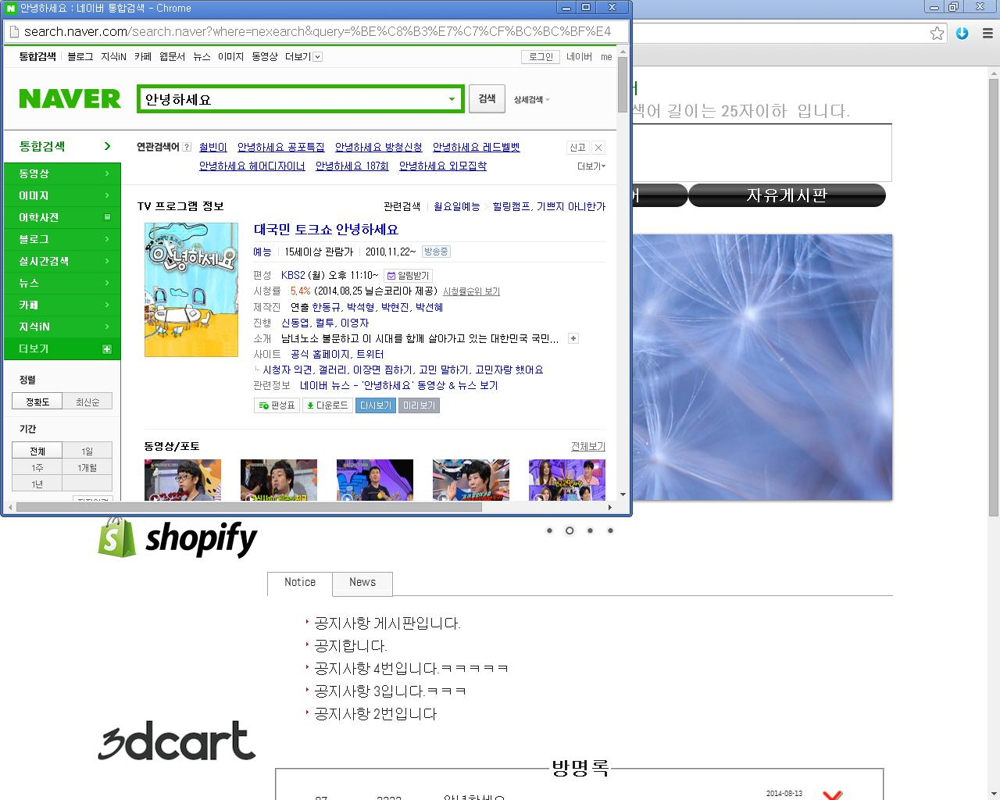 안녕하세요 : 네이버 통합검색 - Chrome
search.naver.com/search.naver?where=nexearch&query=%BE%C8%B3%E7%C7%CF%BC%BC%BF%E4
통합검색 블로그 지식iN 카페 웹문서 뉴스 이미지 동영상 더보기 로그인 네이버 me
NAVER 안녕하세요 검색 상세검색
색어 길이는 25자이하 입니다.
자유게시판
통합검색
동영상
이미지
어학사전
블로그
실시간검색
뉴스
카페
지식iN
더보기
정렬
정확도 최신순
기간
전체 1일
1주 1개월
1년
연관검색어 ? 철빈이 안녕하세요 공포특집 안녕하세요 방청신청 안녕하세요 레드벨벳 신고
안녕하세요 헤어디자이너 안녕하세요 187회 안녕하세요 외모집착 더보기
TV 프로그램 정보 관련검색 월요일예능 > 힐링캠프, 기쁘지 아니한가
안녕하세요
대국민 토크쇼 안녕하세요
예능 15세이상 관람가 2010.11.22~ 방송중
편성 KBS2 (월) 오후 11:10~ 알림받기
시청률 5.4% (2014.08.25 닐슨코리아 제공) 시청률순위 보기
제작진 연출 한동규, 박석형, 박현진, 박선혜
진행 신동엽, 컬투, 이영자
소개 남녀노소 불문하고 이 시대를 함께 살아가고 있는 대한민국 국민...
사이트 공식 홈페이지, 트위터
시청자 의견, 갤러리, 이장면 찜하기, 고민 말하기, 고민자랑 했어요
관련정보 네이버 뉴스 - '안녕하세요' 동영상 & 뉴스 보기
편성표 다운로드 다시보기 미리보기
동영상/포토 전체보기
shopify
Notice News
공지사항 게시판입니다.
공지합니다.
공지사항 4번입니다.ㅋㅋㅋㅋㅋ
공지사항 3입니다.ㅋㅋㅋ
공지사항 2번입니다
3dcart
방명록
2014-08-13
안녕하세요